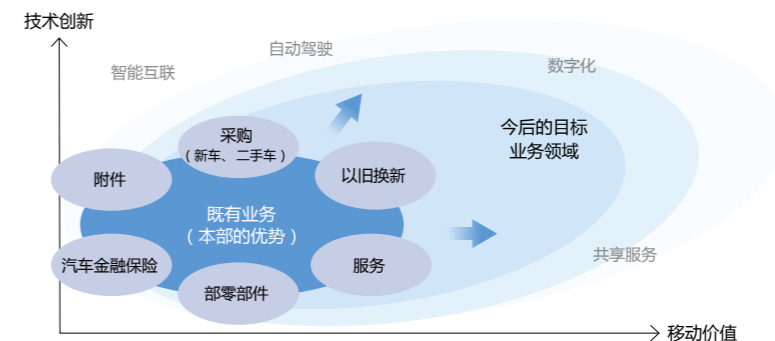 技术创新
自动驾驶
智能互联
数字化
采购
（新车、二手车）
今后的目标
业务领域
附件
以旧换新
既有业务
（本部的优势）
共享服务
汽车金融保险
服务
部零部件
移动价值